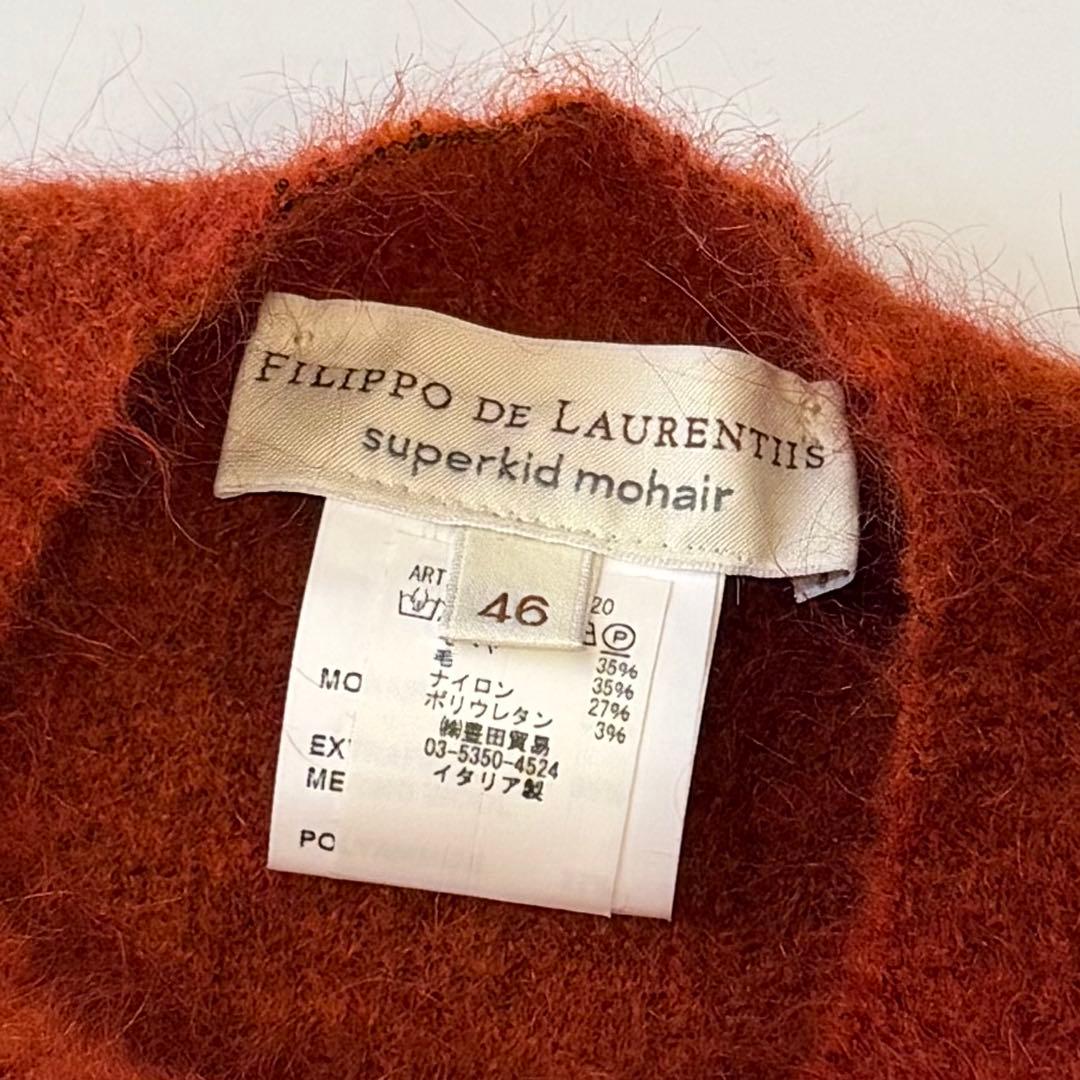 FILIPPO DE LAURENTIIS
superkid mohair
46
ART
20
P
毛 35%
ナイロン 35%
ポリウレタン 27%
3%
㈱豊田貿易
03-5350-4524
イタリア製
MO
EX
ME
PO